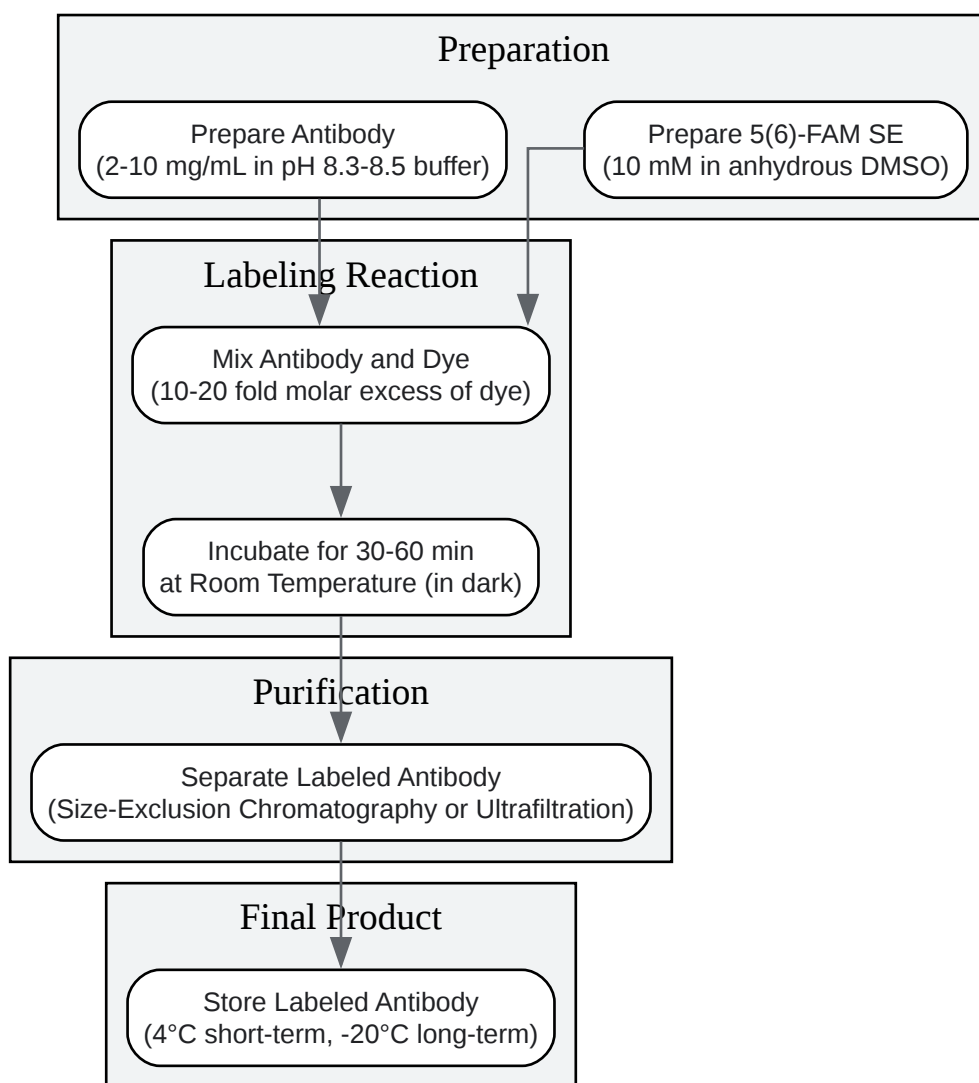 Preparation
Prepare Antibody
(2-10 mg/mL in pH 8.3-8.5 buffer)
Prepare 5(6)-FAM SE
(10 mM in anhydrous DMSO)
Labeling Reaction
Mix Antibody and Dye
(10-20 fold molar excess of dye)
Incubate for 30-60 min
at Room Temperature (in dark)
Purification
Separate Labeled Antibody
(Size-Exclusion Chromatography or Ultrafiltration)
Final Product
Store Labeled Antibody
(4°C short-term, -20°C long-term)